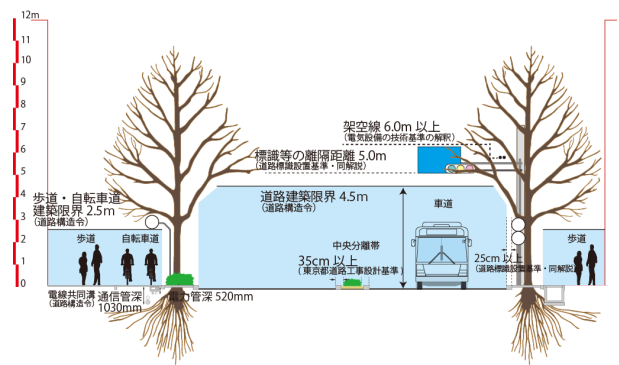 12m
11
10
9
8
7
6
5
4
3
2
1
0
架空線 6.0m 以上
（電気設備の技術基準の解釈）
標識等の離隔距離 5.0m
（道路標識設置基準・同解説）
歩道・自転車道
建築限界 2.5m
（道路構造令）
道路建築限界 4.5m
（道路構造令）
車道
歩道
自転車道
中央分離帯
35cm 以上
（東京都道路工事設計基準）
25cm 以上
（道路標識設置基準・同解説）
歩道
電線共同溝
（道路構造令）
通信管深
1030mm
電力管深 520mm